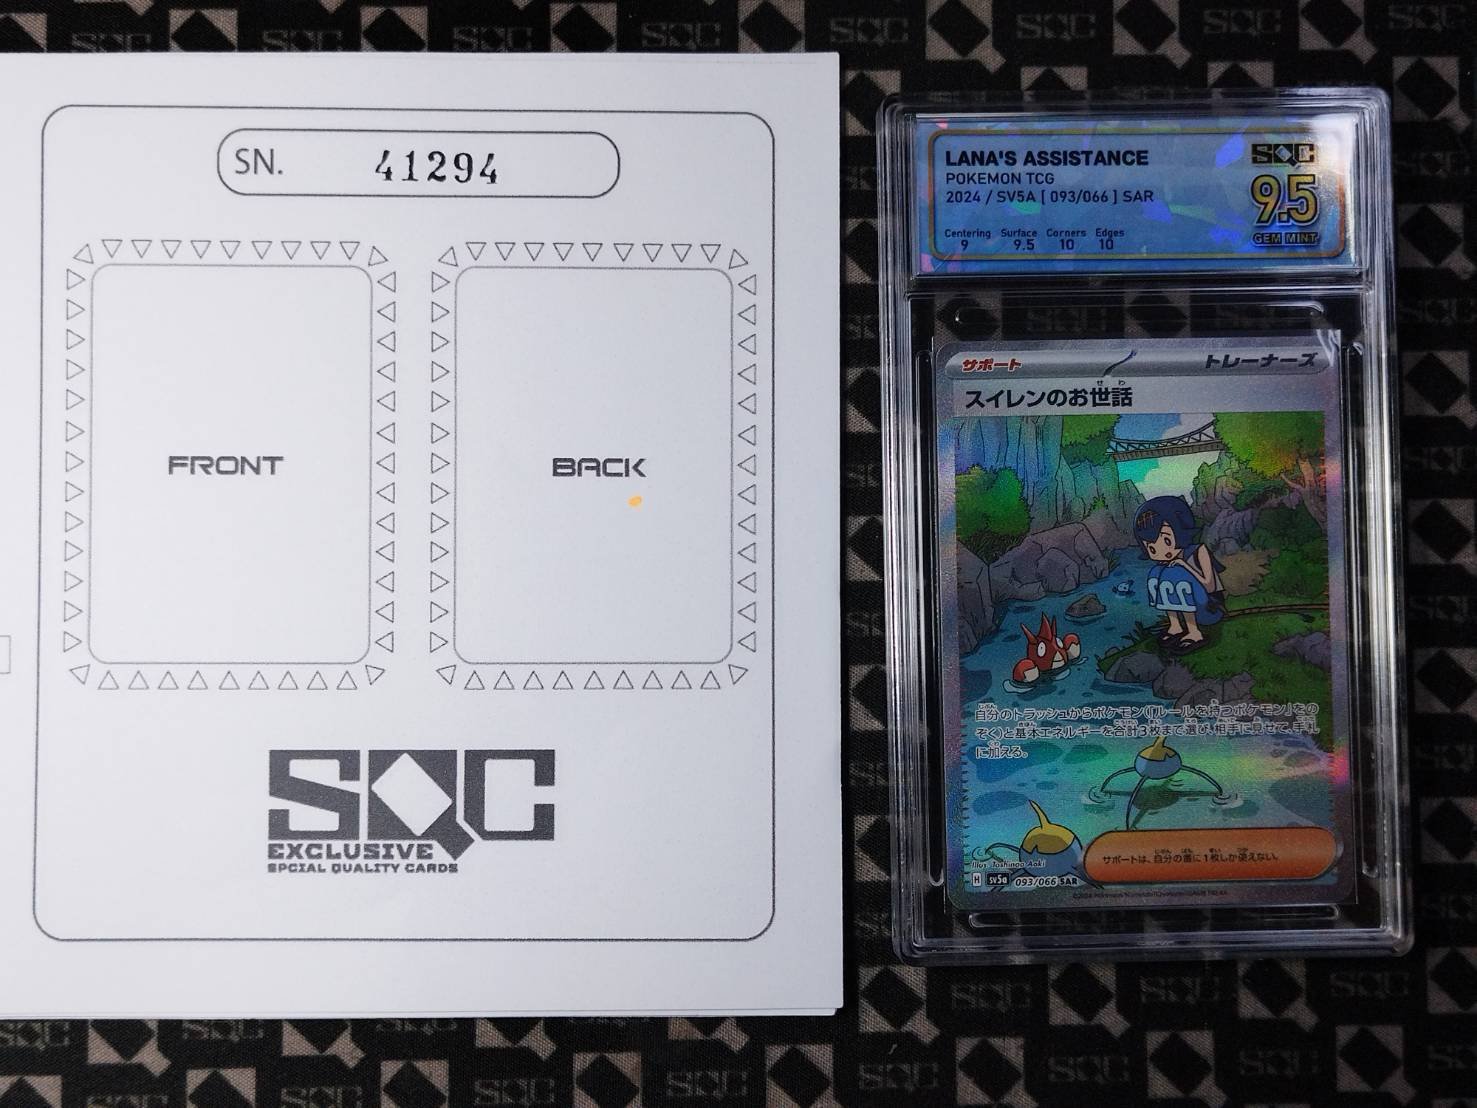 SN. 41294
FRONT
BACK
SQC
EXCLUSIVE
SPCIAL QUALITY CARDS
LANA'S ASSISTANCE
POKEMON TCG
2024 / SV5A [ 093/066 ] SAR
Centering Surface Corners Edges
9 9.5 10 10
SQC
9.5
GEM MINT
サポート トレーナーズ
スイレンのお世話
自分のトラッシュからポケモン(「ルールを持つポケモン」をの
ぞく)と基本エネルギーを合計3枚まで選び、相手に見せて、手札
に加える。
サポートは、自分の番に1枚しか使えない。
Illus. Toshinao Aoki
H SV5a 093/066 SAR